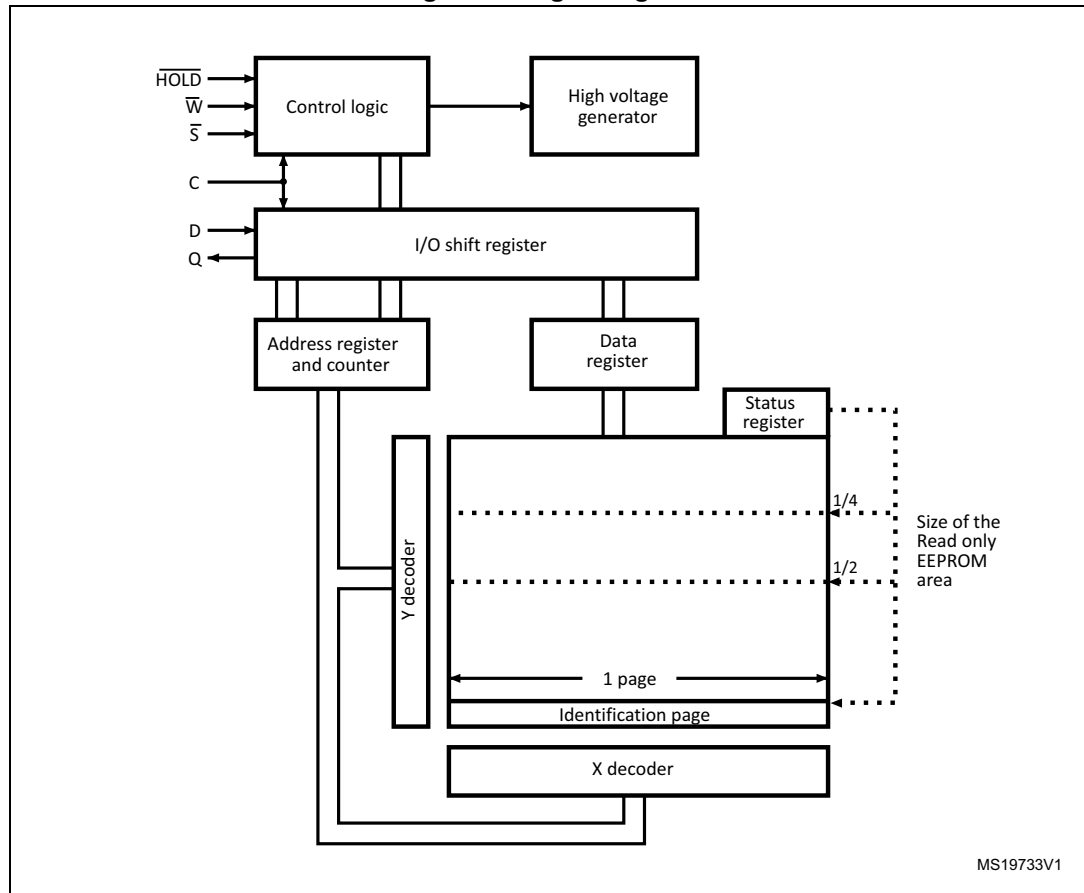 H̅O̅L̅D̅
W̅
S̅
C
D
Q
Control logic
High voltage
generator
I/O shift register
Address register
and counter
Data
register
Status
register
1/4
Size of the
Read only
EEPROM
area
1/2
Y decoder
1 page
Identification page
X decoder
MS19733V1